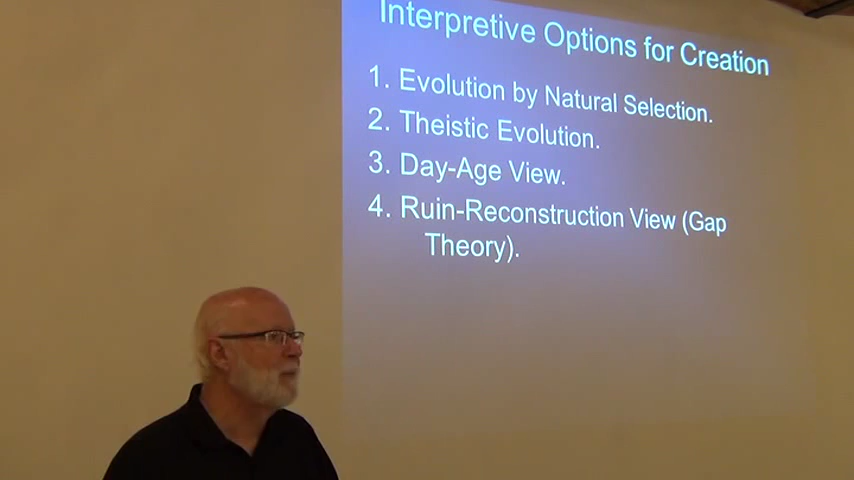 Interpretive Options for Creation
1. Evolution by Natural Selection.
2. Theistic Evolution.
3. Day-Age View.
4. Ruin-Reconstruction View (Gap
Theory).